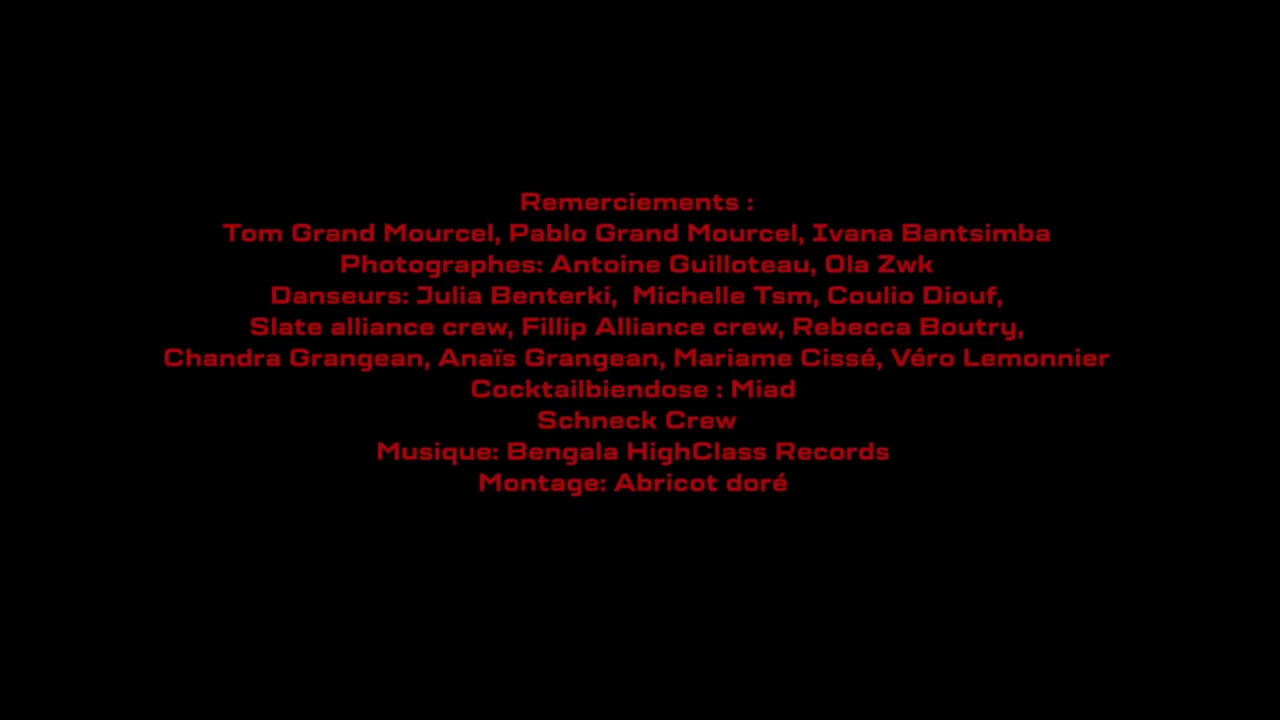 Remerciements :
Tom Grand Mourcel, Pablo Grand Mourcel, Ivana Bantsimba
Photographes: Antoine Guilloteau, Ola Zwk
Danseurs: Julia Benterki,  Michelle Tsm, Coulio Diouf,
Slate alliance crew, Fillip Alliance crew, Rebecca Boutry,
Chandra Grangean, Anaïs Grangean, Mariame Cissé, Véro Lemonnier
Cocktailbiendose : Miad
Schneck Crew
Musique: Bengala HighClass Records
Montage: Abricot doré